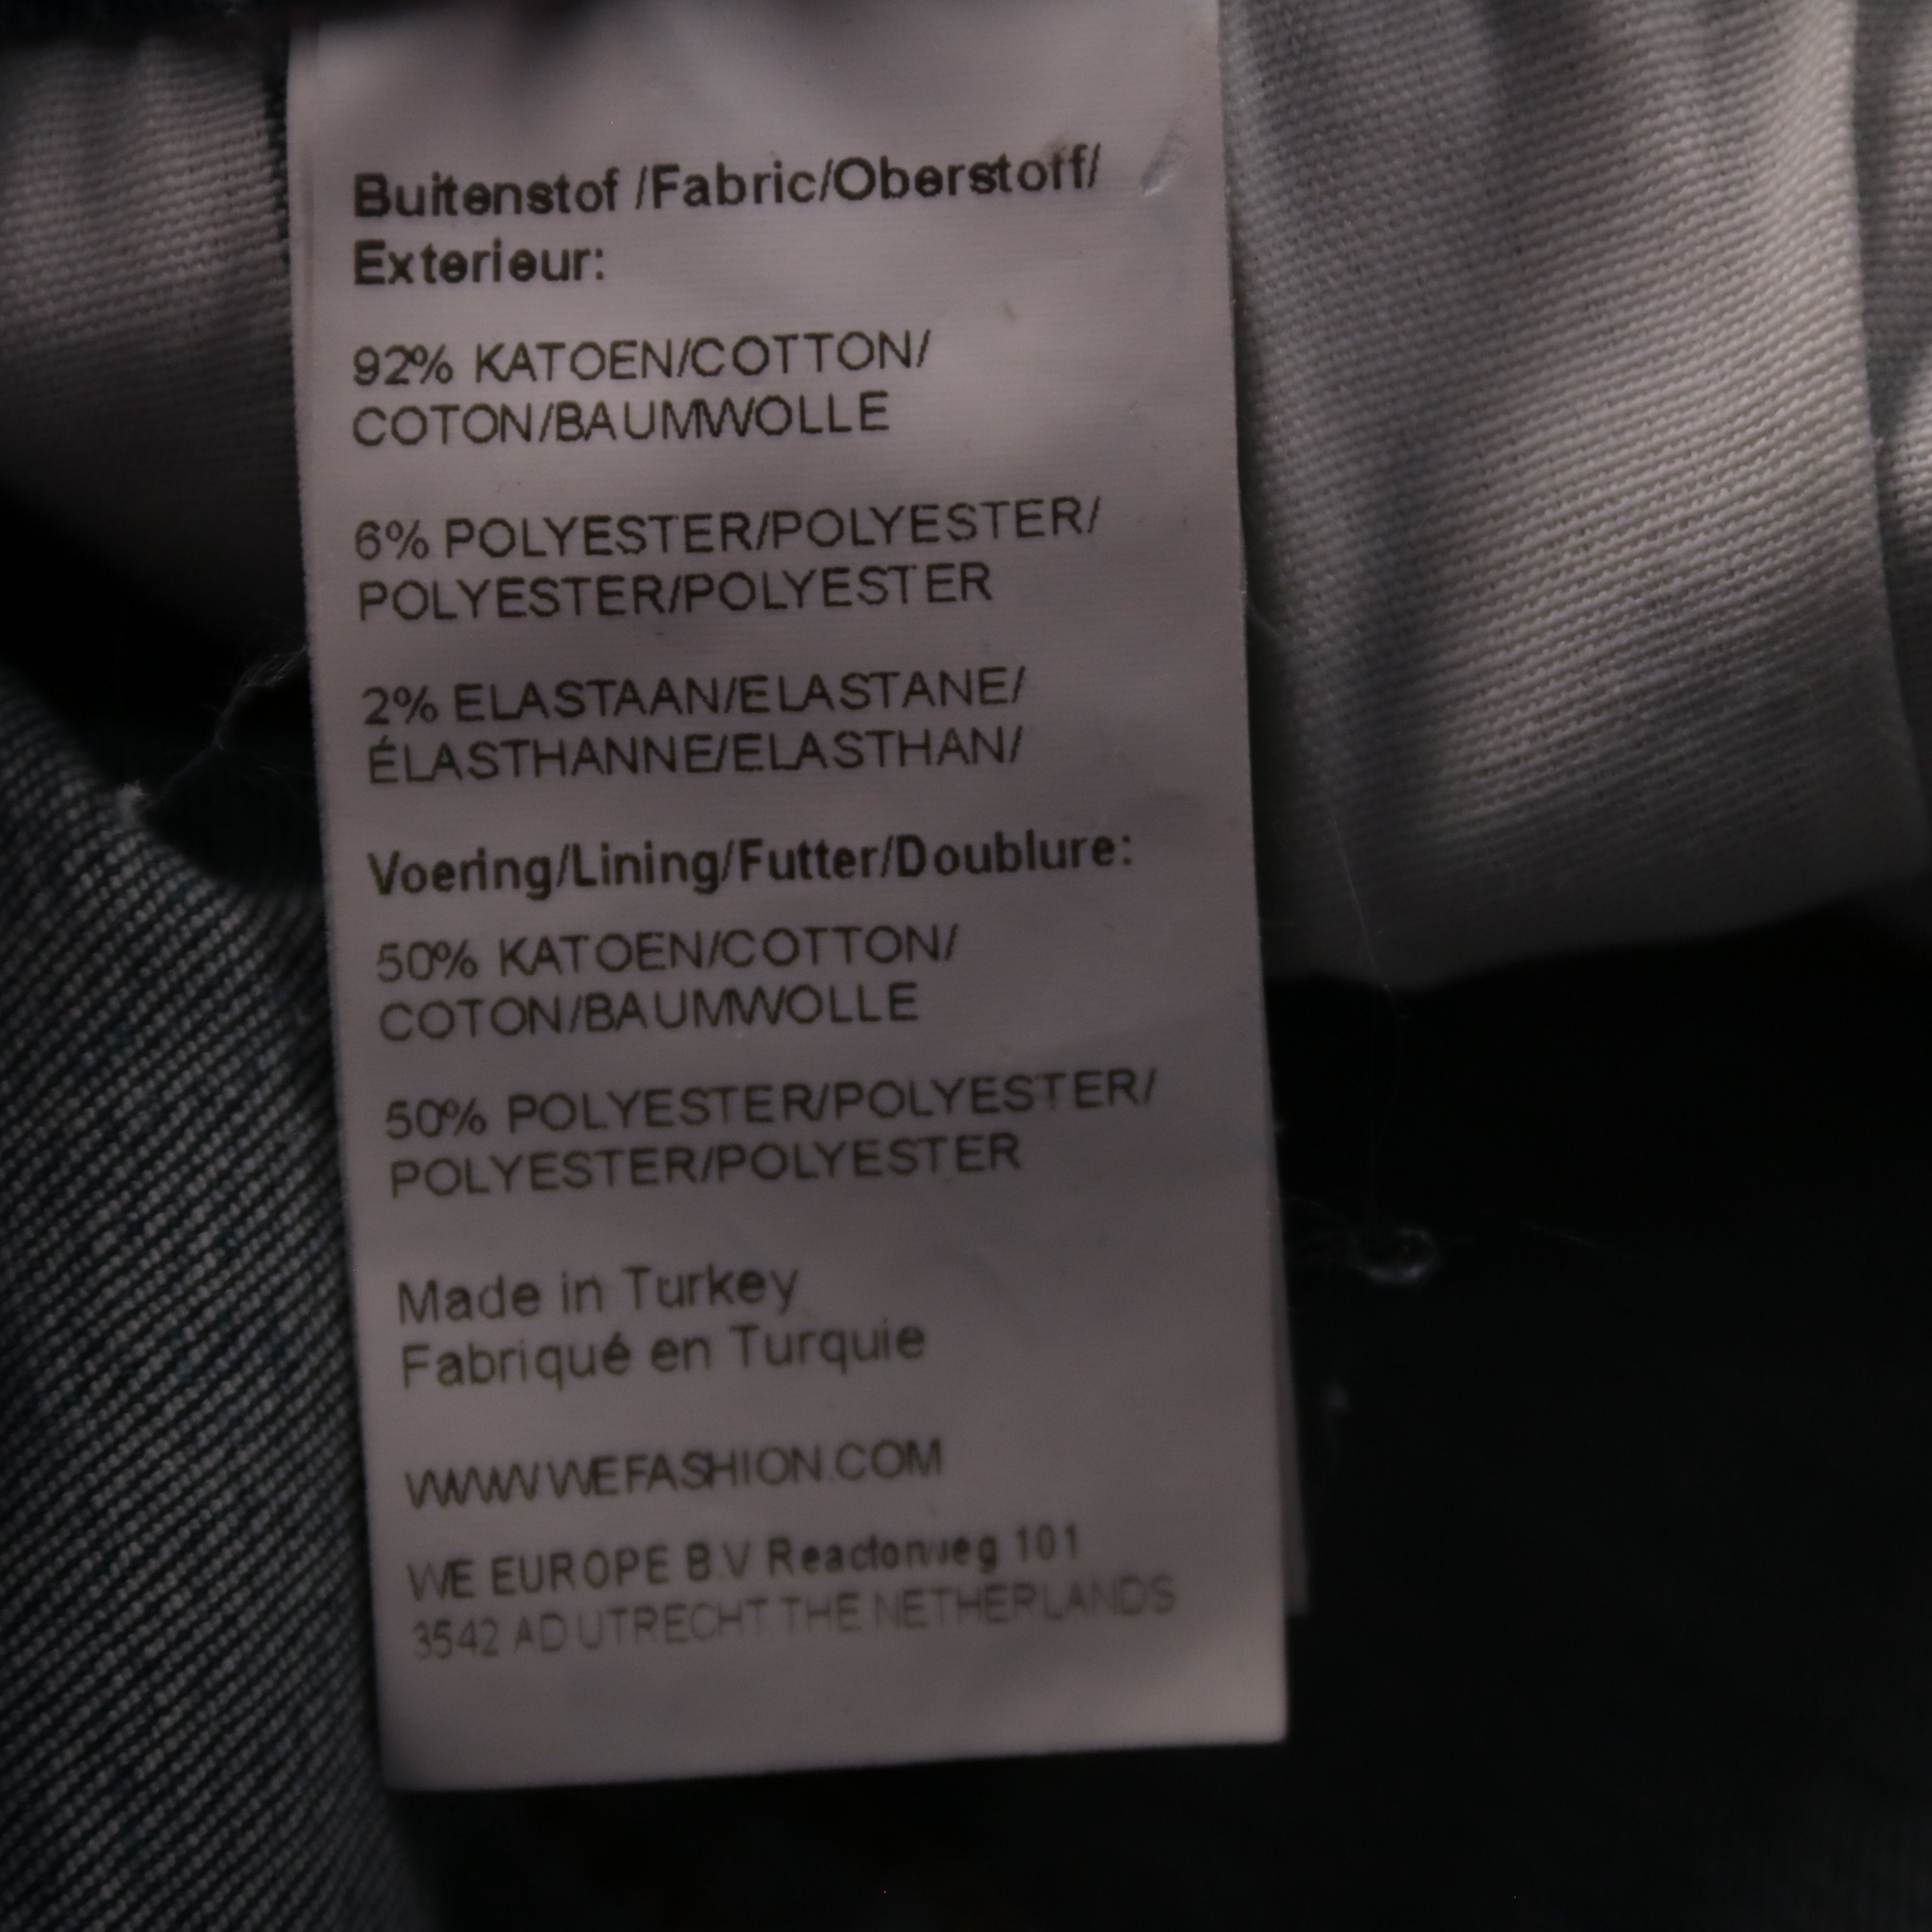 Buitenstof /Fabric/Oberstoff/
Exterieur:
92% KATOEN/COTTON/
COTON/BAUMWOLLE
6% POLYESTER/POLYESTER/
POLYESTER/POLYESTER
2% ELASTAAN/ELASTANE/
ÉLASTHANNE/ELASTHAN/
Voering/Lining/Futter/Doublure:
50% KATOEN/COTTON/
COTON/BAUMWOLLE
50% POLYESTER/POLYESTER/
POLYESTER/POLYESTER
Made in Turkey
Fabriqué en Turquie
WWW.WEFASHION.COM
WE EUROPE B.V Reactorweg 101
3542 AD UTRECHT THE NETHERLANDS